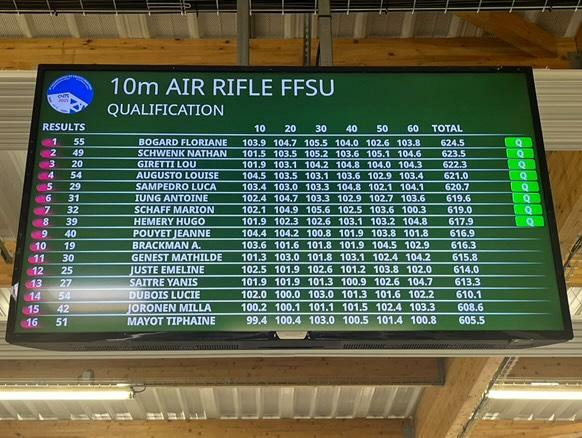 10m AIR RIFLE FFSU
QUALIFICATION
RESULTS 10 20 30 40 50 60 TOTAL
1 55 BOGARD FLORIANE 103.9 104.7 105.5 104.0 102.6 103.8 624.5 Q
2 49 SCHWENK NATHAN 101.5 103.5 105.2 103.6 105.1 104.6 623.5 Q
3 20 GIRETTI LOU 101.9 103.1 104.2 104.8 104.0 104.3 622.3 Q
4 54 AUGUSTO LOUISE 104.5 103.5 103.1 103.6 102.9 103.4 621.0 Q
5 29 SAMPEDRO LUCA 103.4 103.0 103.3 104.8 102.1 104.1 620.7 Q
6 31 IUNG ANTOINE 102.4 104.7 103.3 102.9 102.7 103.6 619.6 Q
7 32 SCHAFF MARION 102.1 104.9 105.6 102.5 103.6 100.3 619.0 Q
8 39 HEMERY HUGO 101.9 102.3 102.6 103.1 103.2 104.8 617.9 Q
9 40 POUYET JEANNE 104.4 104.2 100.8 101.9 103.8 101.8 616.9
10 19 BRACKMAN A. 103.6 101.6 101.8 101.9 104.5 102.9 616.3
11 30 GENEST MATHILDE 101.3 103.0 101.8 103.1 102.4 104.2 615.8
12 25 JUSTE EMELINE 102.5 101.9 102.6 101.2 103.8 102.0 614.0
13 27 SAITRE YANIS 101.9 101.9 101.3 100.9 102.6 104.7 613.3
14 54 DUBOIS LUCIE 102.0 100.0 103.0 101.3 101.6 102.2 610.1
15 42 JORONEN MILLA 100.2 100.1 101.1 101.5 102.4 103.3 608.6
16 51 MAYOT TIPHAINE 99.4 100.4 103.0 100.5 101.4 100.8 605.5